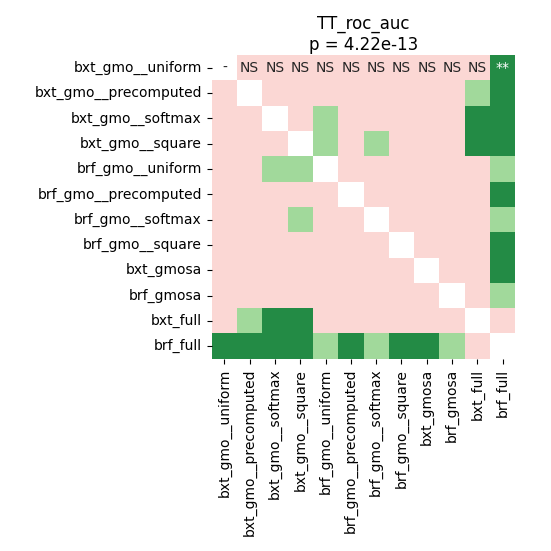 TT_roc_auc
p = 4.22e-13
bxt_gmo__uniform - NS NS NS NS NS NS NS NS NS NS **
bxt_gmo__precomputed
bxt_gmo__softmax
bxt_gmo__square
brf_gmo__uniform
brf_gmo__precomputed
brf_gmo__softmax
brf_gmo__square
bxt_gmosa
brf_gmosa
bxt_full
brf_full
bxt_gmo__uniform
bxt_gmo__precomputed
bxt_gmo__softmax
bxt_gmo__square
brf_gmo__uniform
brf_gmo__precomputed
brf_gmo__softmax
brf_gmo__square
bxt_gmosa
brf_gmosa
bxt_full
brf_full